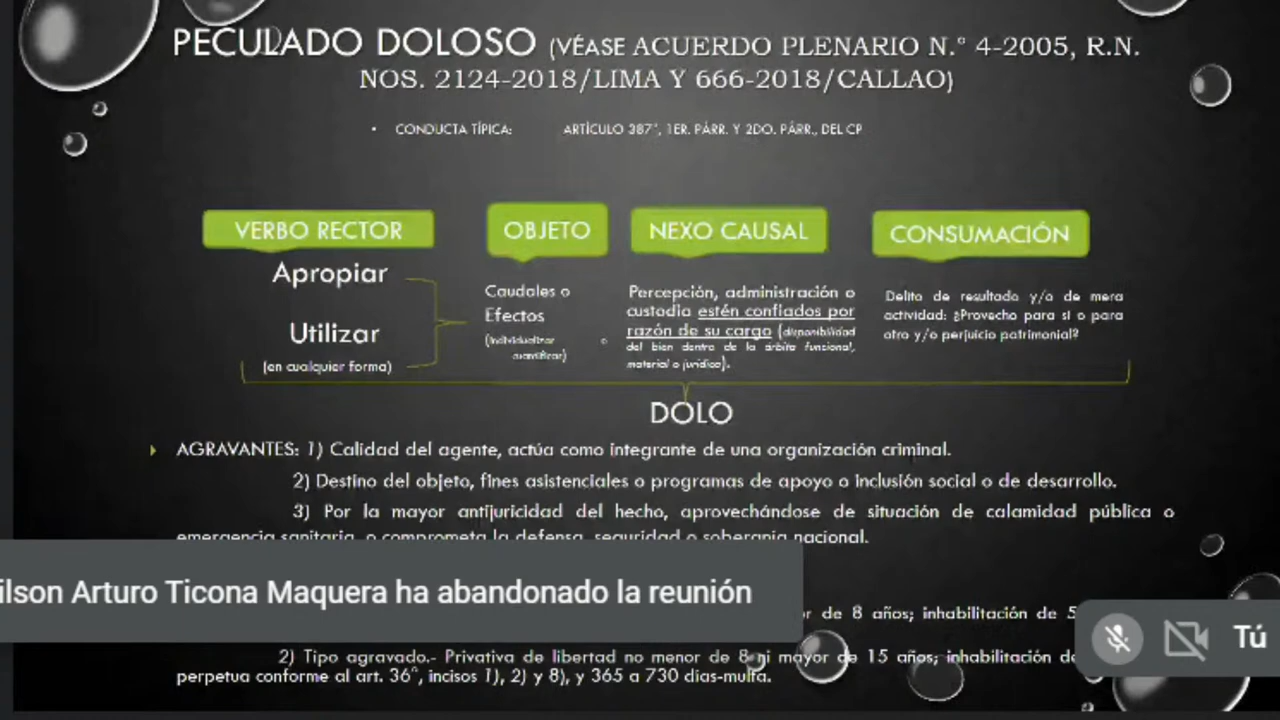 PECULADO DOLOSO (VÉASE ACUERDO PLENARIO N.° 4-2005, R.N.
NOS. 2124-2018/LIMA Y 666-2018/CALLAO)
• CONDUCTA TÍPICA: ARTÍCULO 387°, 1ER. PÁRR. Y 2DO. PÁRR., DEL CP
VERBO RECTOR
Apropiar
Utilizar
(en cualquier forma)
OBJETO
Caudales o
Efectos
(individualizar o
cuantificar)
NEXO CAUSAL
Percepción, administración o
custodia estén confiados por
razón de su cargo (disponibilidad
del bien dentro de la órbita funcional,
material o jurídica).
CONSUMACIÓN
Delito de resultado y/o de mera
actividad: ¿Provecho para sí o para
otro y/o perjuicio patrimonial?
DOLO
AGRAVANTES: 1) Calidad del agente, actúa como integrante de una organización criminal.
2) Destino del objeto, fines asistenciales o programas de apoyo o inclusión social o de desarrollo.
3) Por la mayor antijuricidad del hecho, aprovechándose de situación de calamidad pública o
emergencia sanitaria, o comprometa la defensa, seguridad o soberanía nacional.
ilson Arturo Ticona Maquera ha abandonado la reunión
r de 8 años; inhabilitación de 5
Tú
2) Tipo agravado.- Privativa de libertad no menor de 8 ni mayor de 15 años; inhabilitación de
perpetua conforme al art. 36°, incisos 1), 2) y 8), y 365 a 730 días-multa.